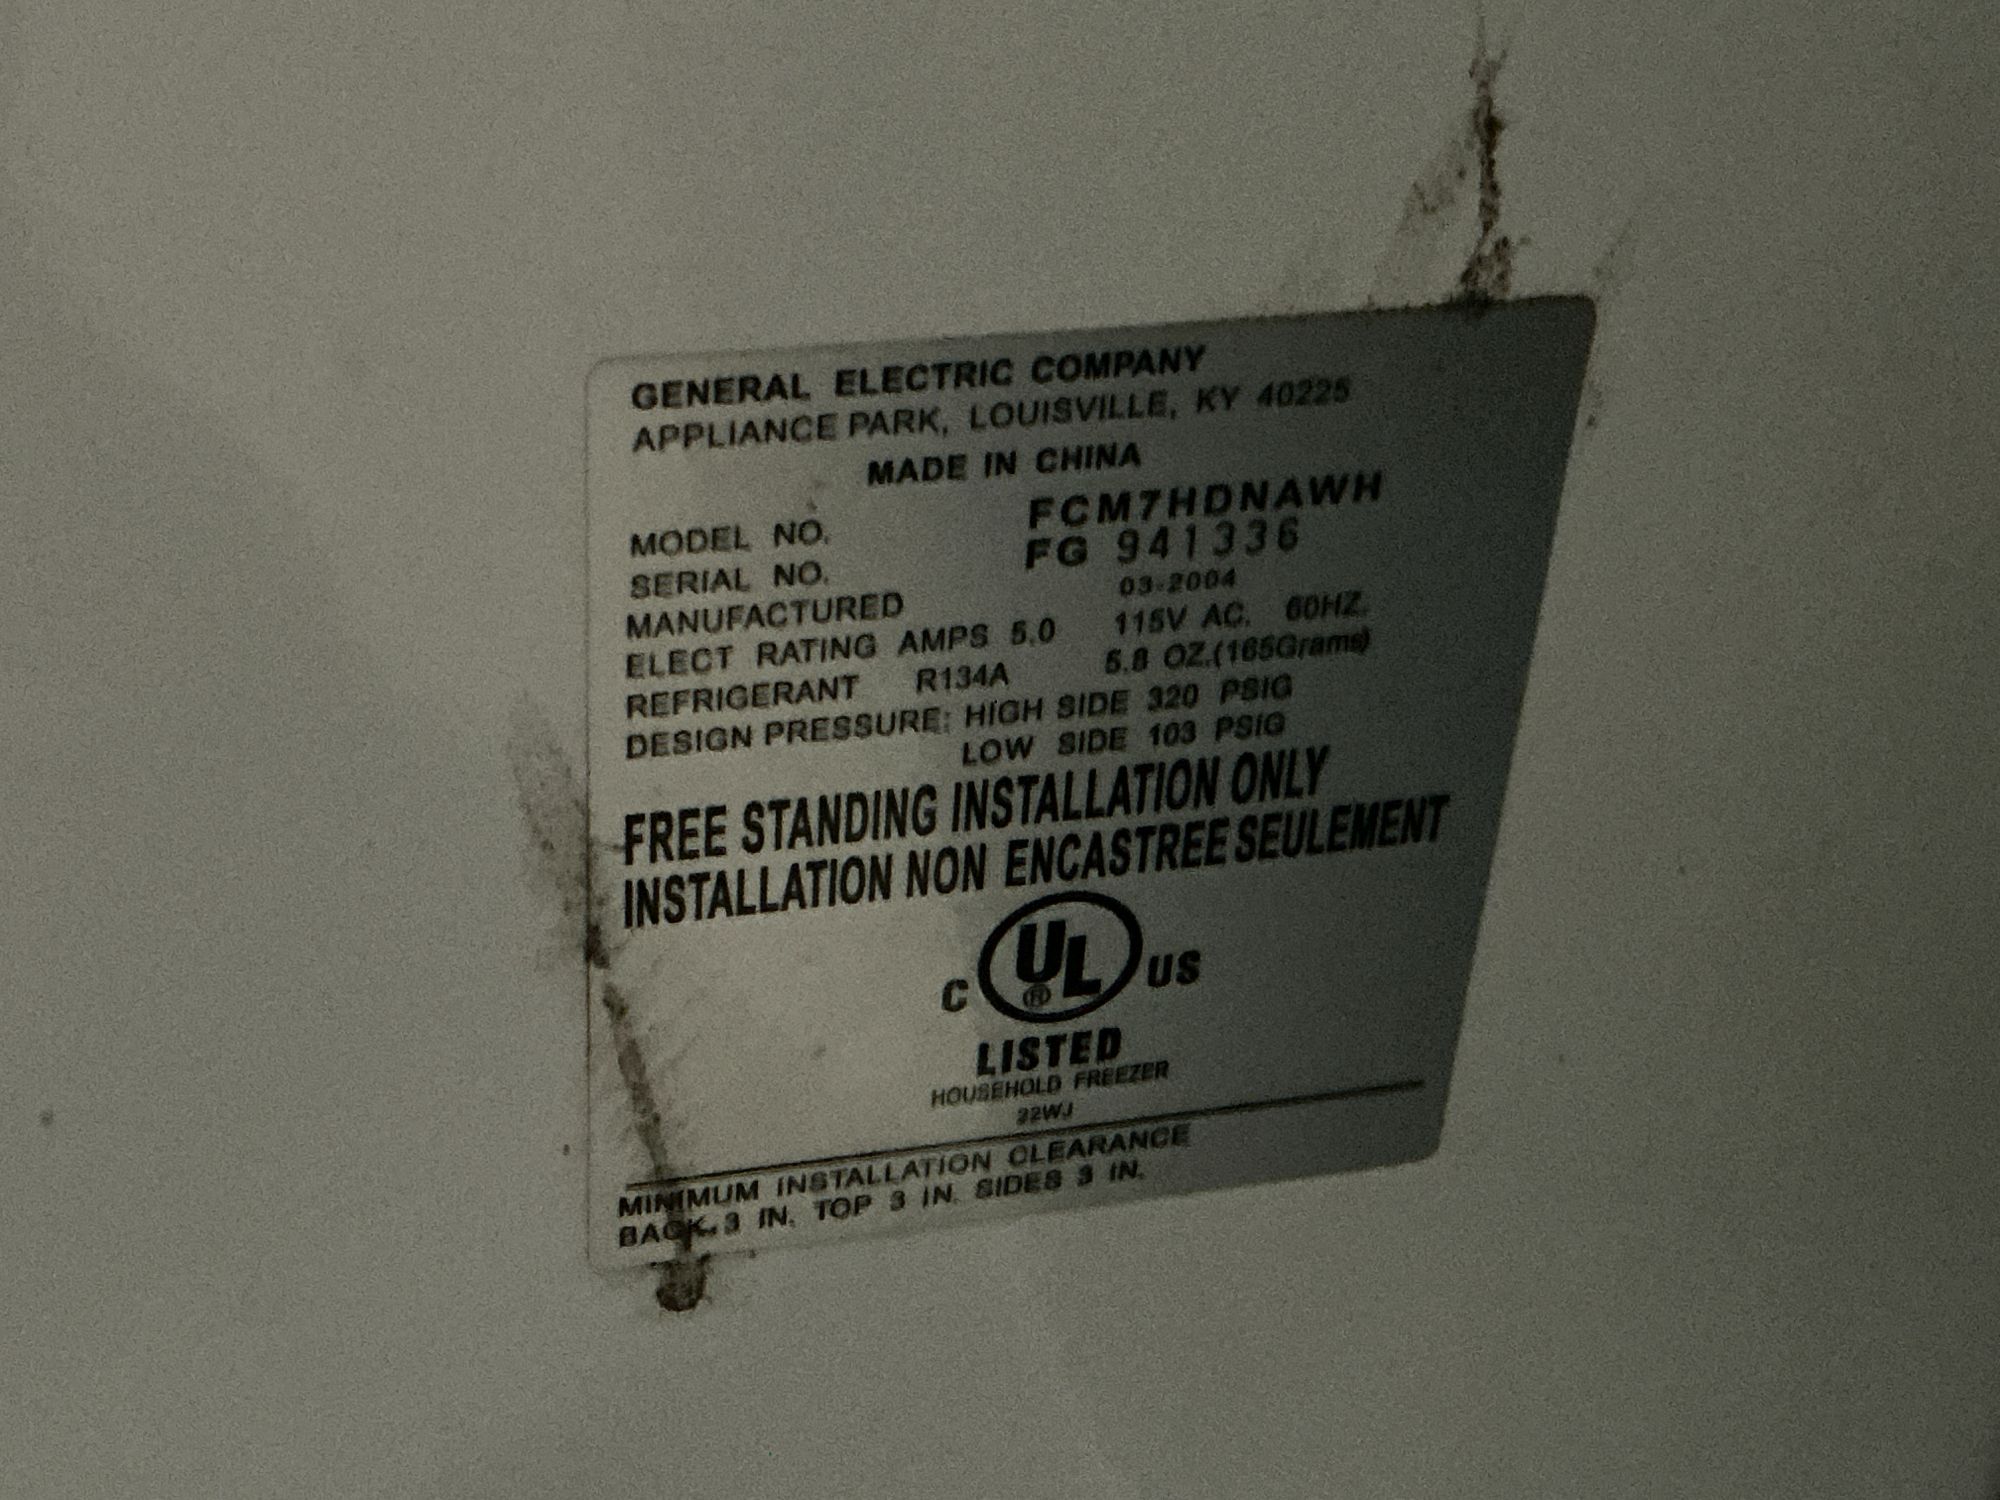 GENERAL ELECTRIC COMPANY
APPLIANCE PARK, LOUISVILLE, KY 40225
MADE IN CHINA
MODEL NO. FCM7HDNAWH
SERIAL NO. FG 941336
MANUFACTURED 03-2004
ELECT RATING AMPS 5.0 115V AC. 60HZ.
REFRIGERANT R134A 5.8 OZ.(165Grams)
DESIGN PRESSURE: HIGH SIDE 320 PSIG
LOW SIDE 103 PSIG
FREE STANDING INSTALLATION ONLY
INSTALLATION NON ENCASTREE SEULEMENT
C UL ® US
LISTED
HOUSEHOLD FREEZER
32WJ
MINIMUM INSTALLATION CLEARANCE
BACK 3 IN. TOP 3 IN. SIDES 3 IN.